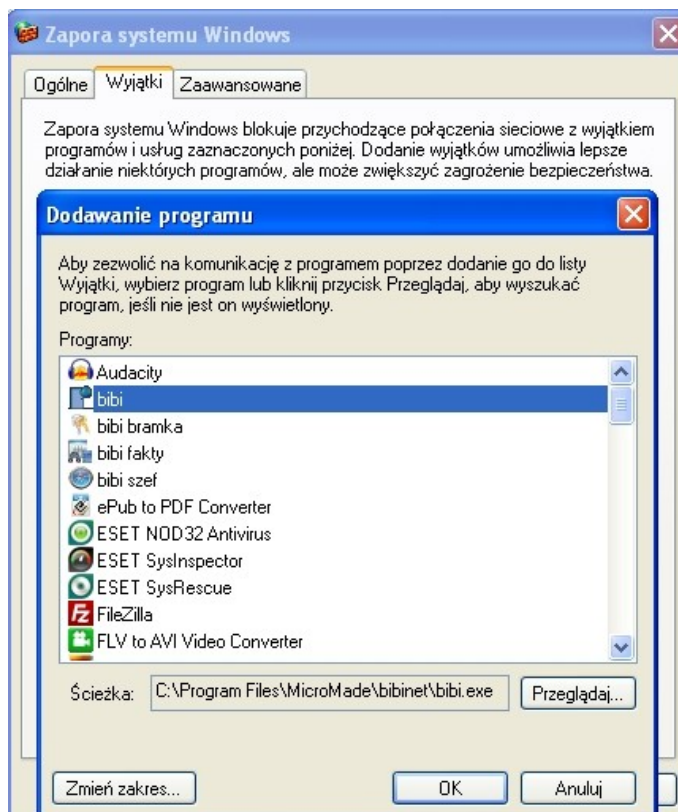 Zapora systemu Windows
Ogólne Wyjątki Zaawansowane
Zapora systemu Windows blokuje przychodzące połączenia sieciowe z wyjątkiem
programów i usług zaznaczonych poniżej. Dodanie wyjątków umożliwia lepsze
działanie niektórych programów, ale może zwiększyć zagrożenie bezpieczeństwa.
Dodawanie programu
Aby zezwolić na komunikację z programem poprzez dodanie go do listy
Wyjątki, wybierz program lub kliknij przycisk Przeglądaj, aby wyszukać
program, jeśli nie jest on wyświetlony.
Programy:
Audacity
bibi
bibi bramka
bibi fakty
bibi szef
ePub to PDF Converter
ESET NOD32 Antivirus
ESET SysInspector
ESET SysRescue
FileZilla
FLV to AVI Video Converter
Ścieżka: C:\Program Files\MicroMade\bibinet\bibi.exe Przeglądaj...
Zmień zakres... OK Anuluj